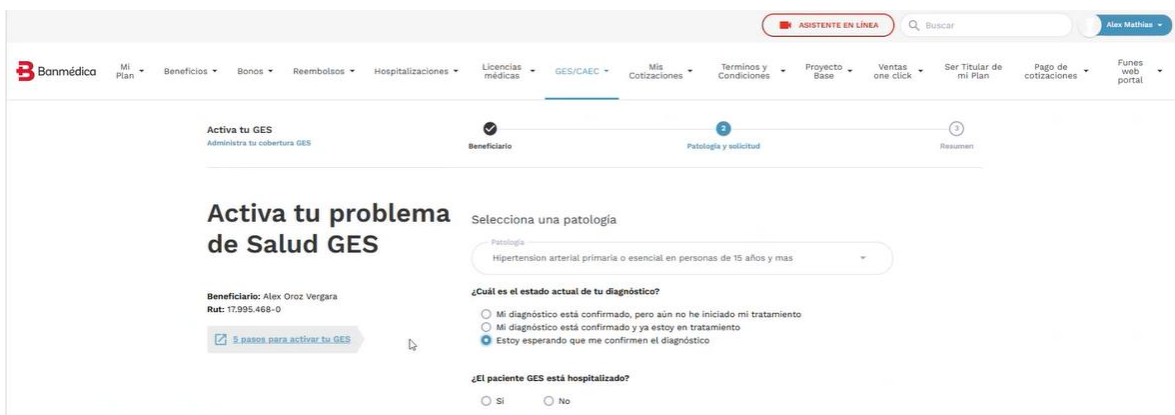 ASISTENTE EN LÍNEA
Buscar
Alex Mathias
Banmédica
Mi
Plan
Beneficios
Bonos
Reembolsos
Hospitalizaciones
Licencias
médicas
GES/CAEC
Mis
Cotizaciones
Terminos y
Condiciones
Proyecto
Base
Ventas
one click
Ser Titular de
mi Plan
Pago de
cotizaciones
Funes
web
portal
Activa tu GES
Administra tu cobertura GES
Beneficiario
2
Patología y solicitud
3
Resumen
Activa tu problema
de Salud GES
Beneficiario: Alex Oroz Vergara
Rut: 17.995.468-0
5 pasos para activar tu GES
Selecciona una patología
Patología
Hipertension arterial primaria o esencial en personas de 15 años y mas
¿Cuál es el estado actual de tu diagnóstico?
Mi diagnóstico está confirmado, pero aún no he iniciado mi tratamiento
Mi diagnóstico está confirmado y ya estoy en tratamiento
Estoy esperando que me confirmen el diagnóstico
¿El paciente GES está hospitalizado?
Si
No